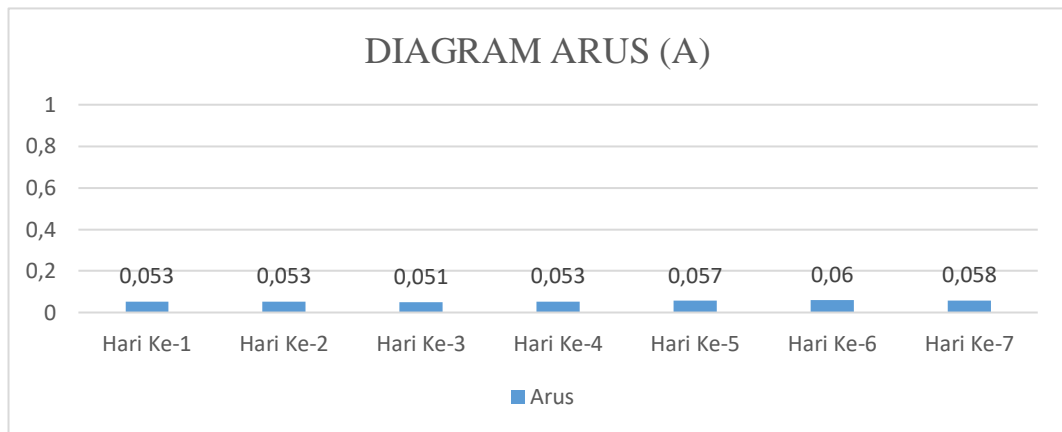 DIAGRAM ARUS (A)
1
0,8
0,6
0,4
0,2
0
0,053 0,053 0,051 0,053 0,057 0,06 0,058
Hari Ke-1 Hari Ke-2 Hari Ke-3 Hari Ke-4 Hari Ke-5 Hari Ke-6 Hari Ke-7
Arus